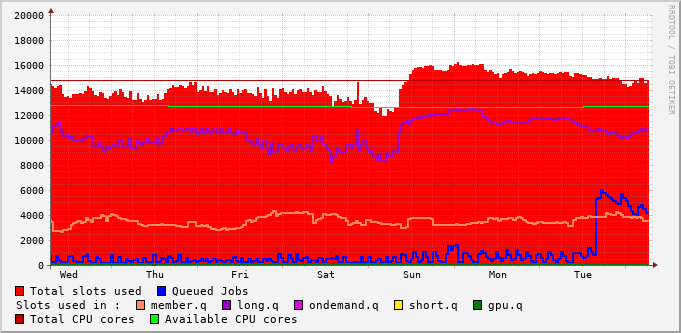 20000
18000
16000
14000
12000
10000
8000
6000
4000
2000
0
Wed Thu Fri Sat Sun Mon Tue
Total slots used Queued Jobs
Slots used in : member.q long.q ondemand.q short.q gpu.q
Total CPU cores Available CPU cores
RRDTOOL / TOBI OETIKER